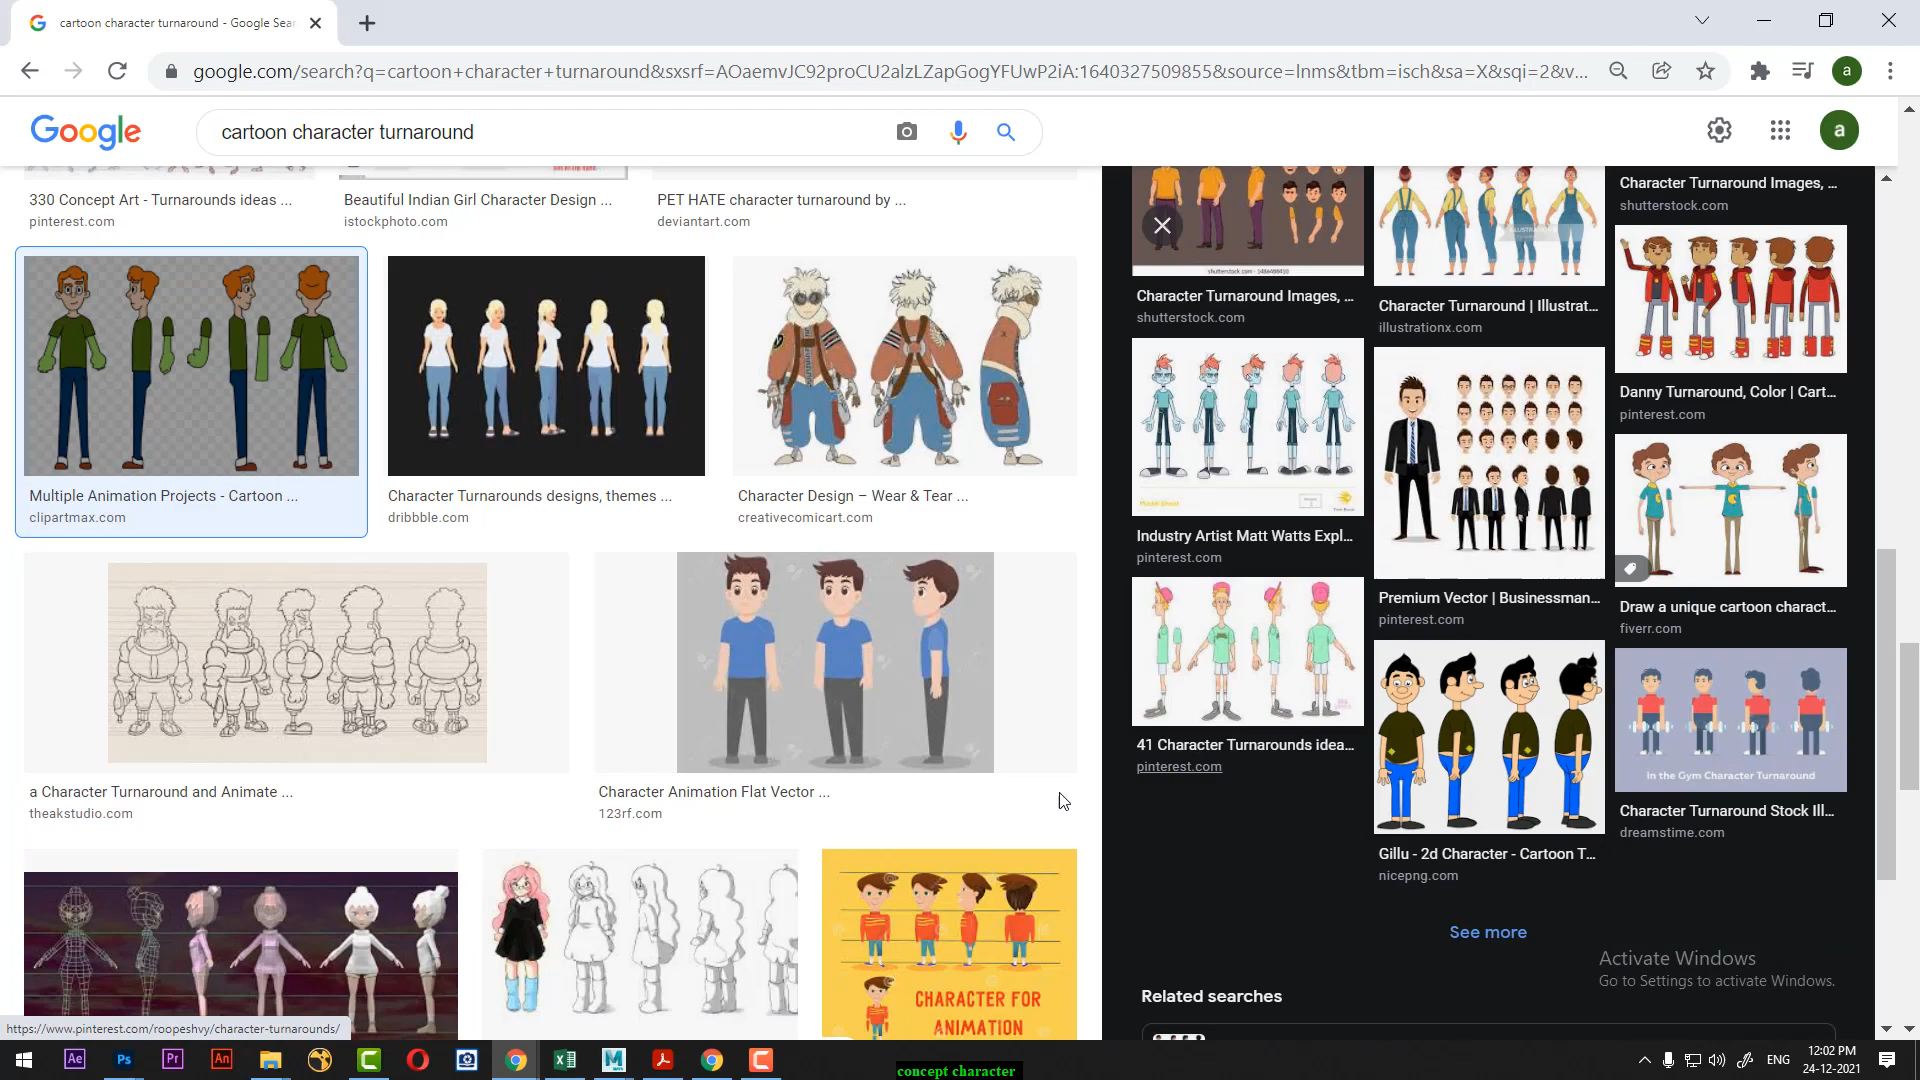 cartoon character turnaround - Google Sear
google.com/search?q=cartoon+character+turnaround&sxsrf=AOaemvJC92proCU2alzLZapGogYFUwP2iA:1640327509855&source=lnms&tbm=isch&sa=X&sqi=2&v...
a
Google
cartoon character turnaround
a
330 Concept Art - Turnarounds ideas ...
pinterest.com
Beautiful Indian Girl Character Design ...
istockphoto.com
PET HATE character turnaround by ...
deviantart.com
Multiple Animation Projects - Cartoon ...
clipartmax.com
Character Turnarounds designs, themes ...
dribbble.com
Character Design – Wear & Tear ...
creativecomicart.com
a Character Turnaround and Animate ...
theakstudio.com
Character Animation Flat Vector ...
123rf.com
CHARACTER FOR
ANIMATION
https://www.pinterest.com/roopeshvy/character-turnarounds/
Character Turnaround Images, ...
shutterstock.com
Character Turnaround | Illustrat...
illustrationx.com
Character Turnaround Images, ...
shutterstock.com
Danny Turnaround, Color | Cart...
pinterest.com
Industry Artist Matt Watts Expl...
pinterest.com
Premium Vector | Businessman...
pinterest.com
Draw a unique cartoon charact...
fiverr.com
41 Character Turnarounds idea...
pinterest.com
Gillu - 2d Character - Cartoon T...
nicepng.com
In the Gym Character Turnaround
Character Turnaround Stock Ill...
dreamstime.com
See more
Activate Windows
Go to Settings to activate Windows.
Related searches
Ae
Ps
Pr
An
concept character
ENG
12:02 PM
24-12-2021